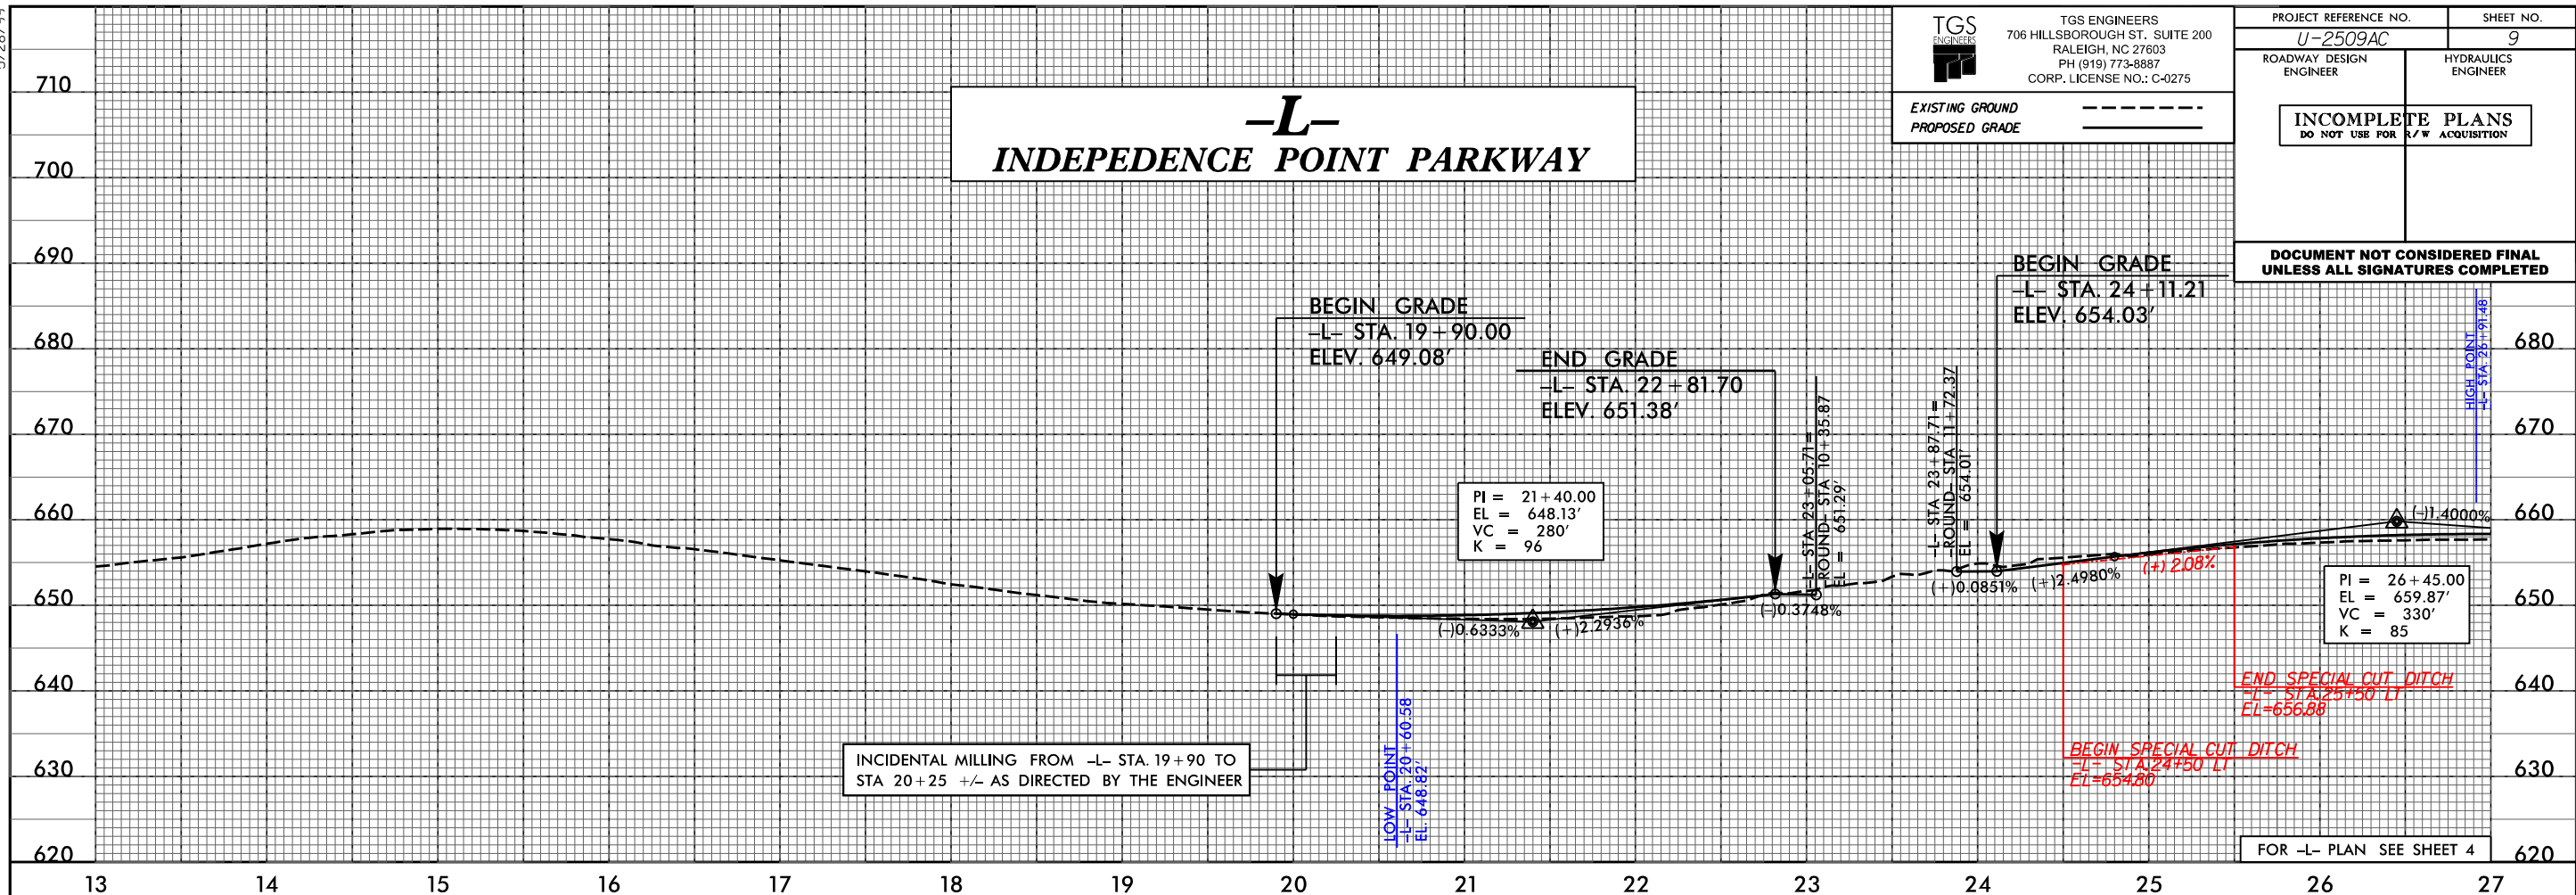 TGS
ENGINEERS
TGS ENGINEERS
706 HILLSBOROUGH ST. SUITE 200
RALEIGH, NC 27603
PH (919) 773-8887
CORP. LICENSE NO.: C-0275
EXISTING GROUND
PROPOSED GRADE
PROJECT REFERENCE NO.
SHEET NO.
U-2509AC
9
ROADWAY DESIGN
ENGINEER
HYDRAULICS
ENGINEER
INCOMPLETE PLANS
DO NOT USE FOR R/W ACQUISITION
DOCUMENT NOT CONSIDERED FINAL
UNLESS ALL SIGNATURES COMPLETED
-L-
INDEPEDENCE POINT PARKWAY
710
700
690
680
670
660
650
640
630
620
BEGIN GRADE
-L- STA. 19+90.00
ELEV. 649.08'
END GRADE
-L- STA. 22+81.70
ELEV. 651.38'
BEGIN GRADE
-L- STA. 24+11.21
ELEV. 654.03'
PI = 21+40.00
EL = 648.13'
VC = 280'
K = 96
-L- STA 23+05.71=
-ROUND- STA 10+35.87
EL = 651.29'
-L- STA 23+87.71=
-ROUND- STA 11+72.37
EL = 654.01'
HIGH POINT
-L- STA. 26+91.48
(-)0.6333%
(+)2.2936%
(-)0.3748%
(+)0.0851%
(+)2.4980%
(+)2.08%
(-)1.4000%
PI = 26+45.00
EL = 659.87'
VC = 330'
K = 85
END SPECIAL CUT DITCH
-L- STA.25+50 LT
EL=656.88
BEGIN SPECIAL CUT DITCH
-L- STA.24+50 LT
EL=654.80
INCIDENTAL MILLING FROM -L- STA. 19+90 TO
STA 20+25 +/- AS DIRECTED BY THE ENGINEER
LOW POINT
-L- STA. 20+60.58
EL. 648.82'
680
670
660
650
640
630
620
FOR -L- PLAN SEE SHEET 4
13 14 15 16 17 18 19 20 21 22 23 24 25 26 27